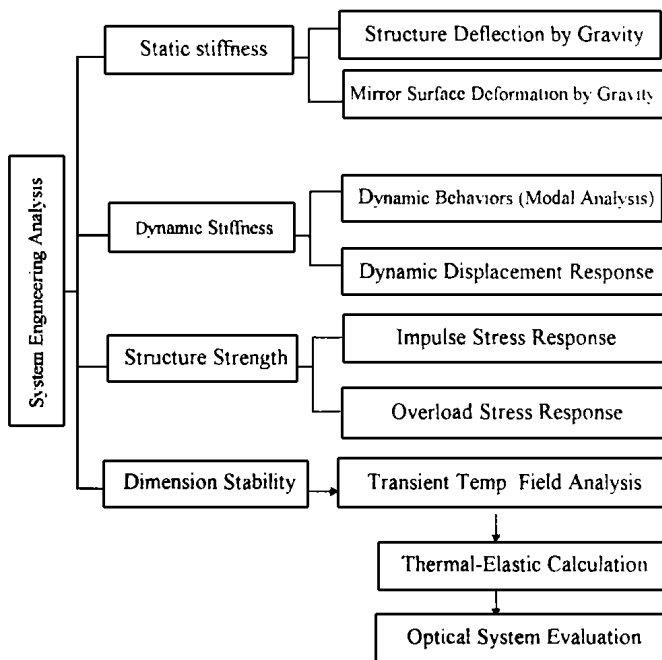 System Engineering Analysis
Static stiffness
Structure Deflection by Gravity
Mirror Surface Deformation by Gravity
Dynamic Stiffness
Dynamic Behaviors (Modal Analysis)
Dynamic Displacement Response
Structure Strength
Impulse Stress Response
Overload Stress Response
Dimension Stability
Transient Temp Field Analysis
Thermal-Elastic Calculation
Optical System Evaluation